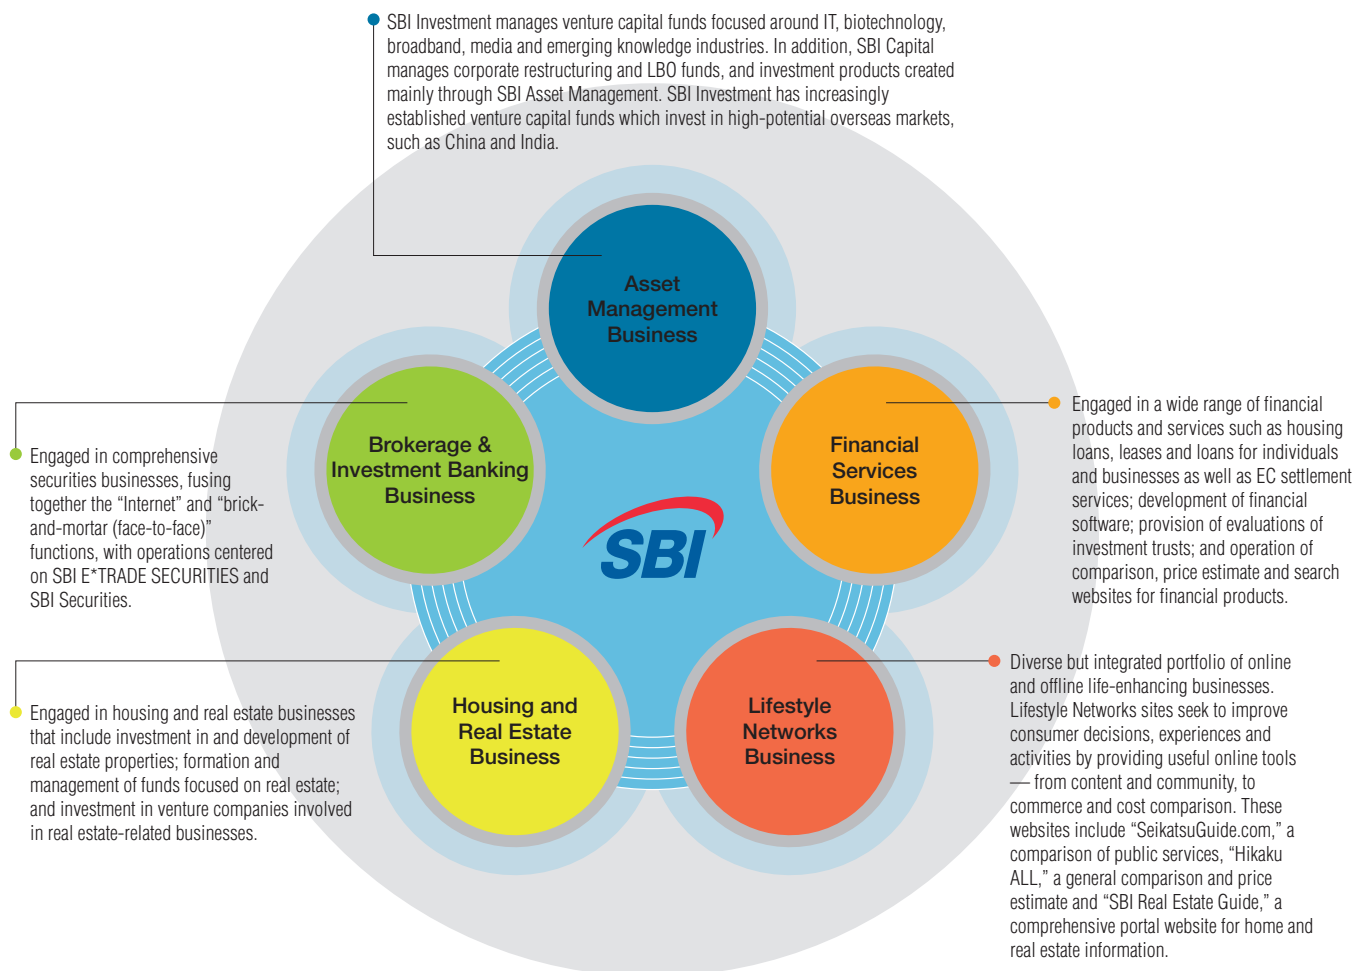 SBI Investment manages venture capital funds focused around IT, biotechnology,
broadband, media and emerging knowledge industries. In addition, SBI Capital
manages corporate restructuring and LBO funds, and investment products created
mainly through SBI Asset Management. SBI Investment has increasingly
established venture capital funds which invest in high-potential overseas markets,
such as China and India.
Asset
Management
Business
Brokerage &
Investment Banking
Business
Financial
Services
Business
Engaged in comprehensive
securities businesses, fusing
together the “Internet” and “brick-
and-mortar (face-to-face)”
functions, with operations centered
on SBI E*TRADE SECURITIES and
SBI Securities.
SBI
Engaged in a wide range of financial
products and services such as housing
loans, leases and loans for individuals
and businesses as well as EC settlement
services; development of financial
software; provision of evaluations of
investment trusts; and operation of
comparison, price estimate and search
websites for financial products.
Housing and
Real Estate
Business
Lifestyle
Networks
Business
Engaged in housing and real estate businesses
that include investment in and development of
real estate properties; formation and
management of funds focused on real estate;
and investment in venture companies involved
in real estate-related businesses.
Diverse but integrated portfolio of online
and offline life-enhancing businesses.
Lifestyle Networks sites seek to improve
consumer decisions, experiences and
activities by providing useful online tools
— from content and community, to
commerce and cost comparison. These
websites include “SeikatsuGuide.com,” a
comparison of public services, “Hikaku
ALL,” a general comparison and price
estimate and “SBI Real Estate Guide,” a
comprehensive portal website for home and
real estate information.